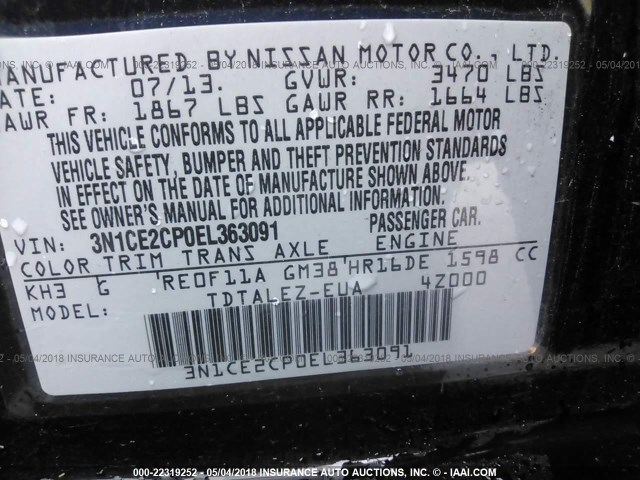 MANUFACTURED BY NISSAN MOTOR CO., LTD.
DATE: 07/13. GVWR: 3470 LBS
GAWR FR: 1867 LBS GAWR RR: 1664 LBS
THIS VEHICLE CONFORMS TO ALL APPLICABLE FEDERAL MOTOR
VEHICLE SAFETY, BUMPER AND THEFT PREVENTION STANDARDS
IN EFFECT ON THE DATE OF MANUFACTURE SHOWN ABOVE.
SEE OWNER'S MANUAL FOR ADDITIONAL INFORMATION.
VIN: 3N1CE2CP0EL363091 PASSENGER CAR.
COLOR TRIM TRANS AXLE ENGINE
KH3 G RE0F11A GM38 HR16DE 1598 CC
MODEL: TDTALEZ-EUA 4Z000
3N1CE2CP0EL363091
000-22319252 - 05/04/2018 - INSURANCE AUTO AUCTIONS, INC. - © - IAAI.COM